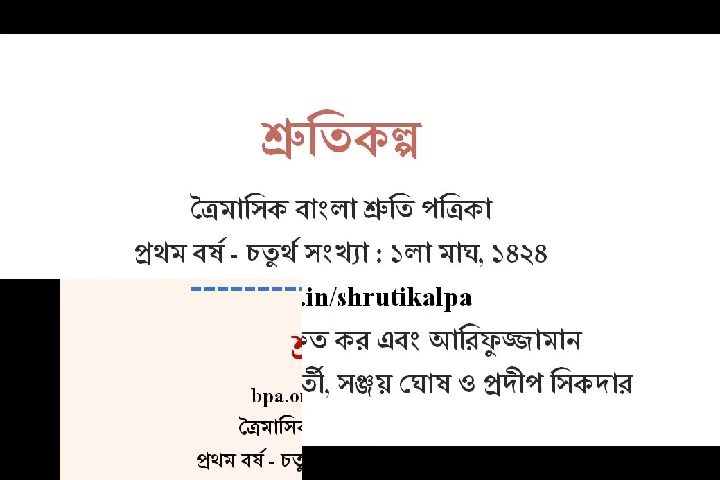 শ্রুতিকল্প
ত্রৈমাসিক বাংলা শ্রুতি পত্রিকা
প্রথম বর্ষ - চতুর্থ সংখ্যা : ১লা মাঘ, ১৪২৪
.in/shrutikalpa
কর এবং আরিফুজ্জামান
সঞ্জয় ঘোষ ও প্রদীপ সিকদার
bpa.o
প্রথম বর্ষ -